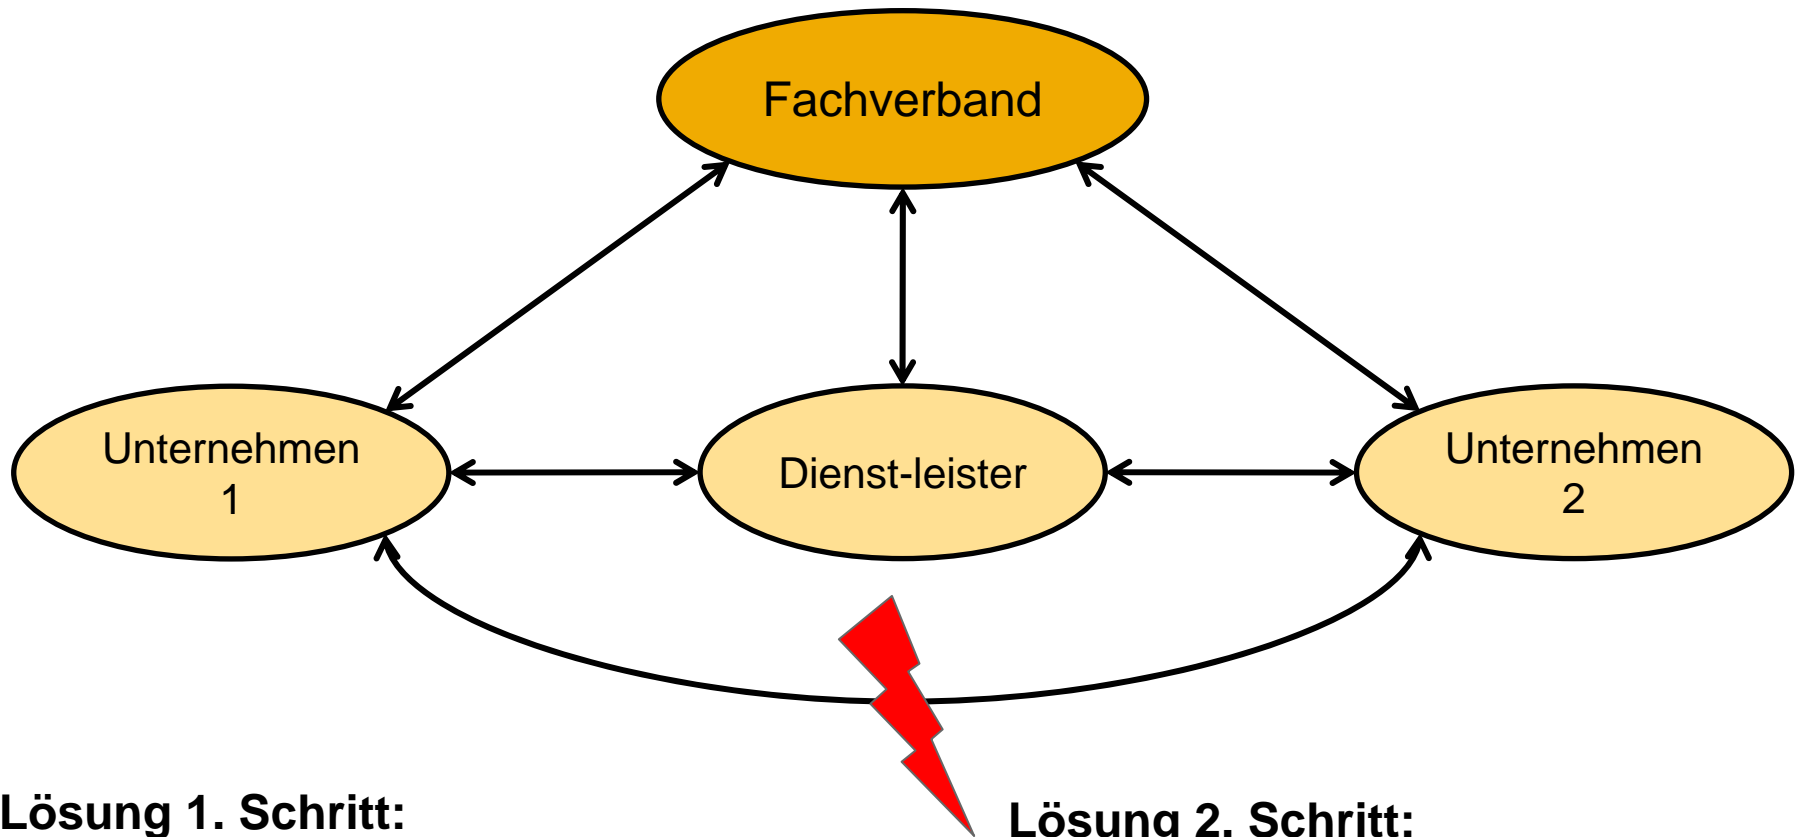 Fachverband
Unternehmen
1
Dienst-leister
Unternehmen
2
Lösung 1. Schritt:
Lösung 2. Schritt: